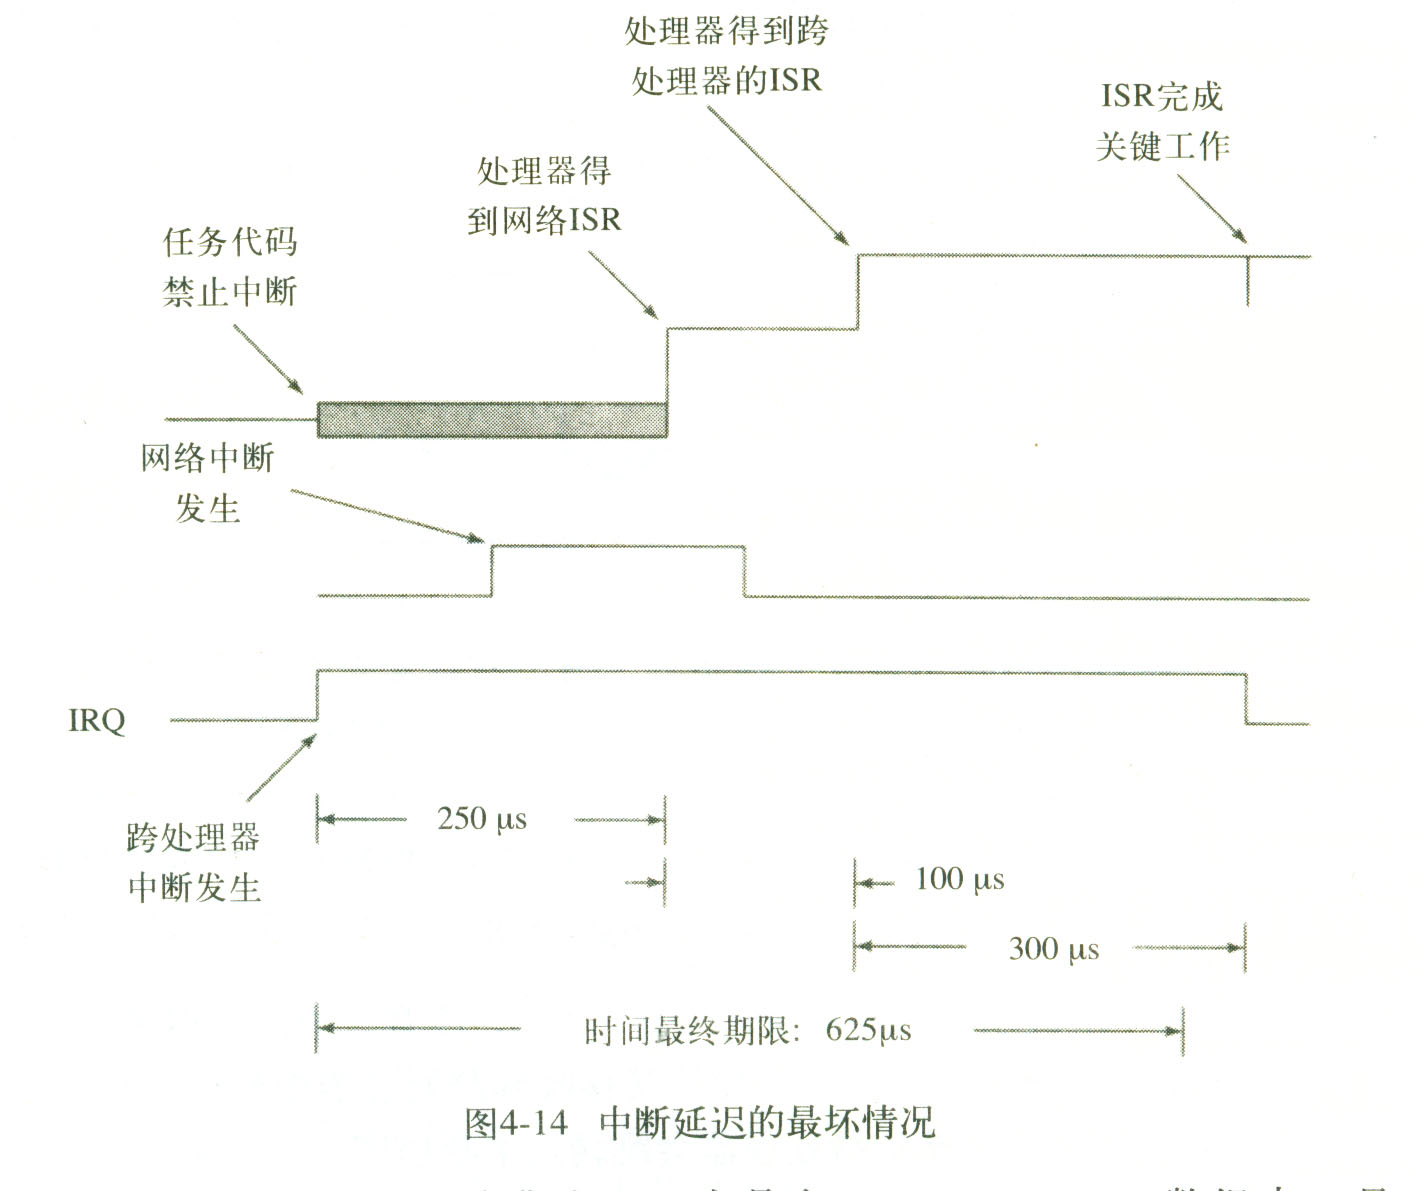 处理器得到跨
处理器的ISR
ISR完成
关键工作
处理器得
到网络ISR
任务代码
禁止中断
网络中断
发生
IRQ
跨处理器
中断发生
250 μs
100 μs
300 μs
时间最终期限：625μs
图4-14 中断延迟的最坏情况